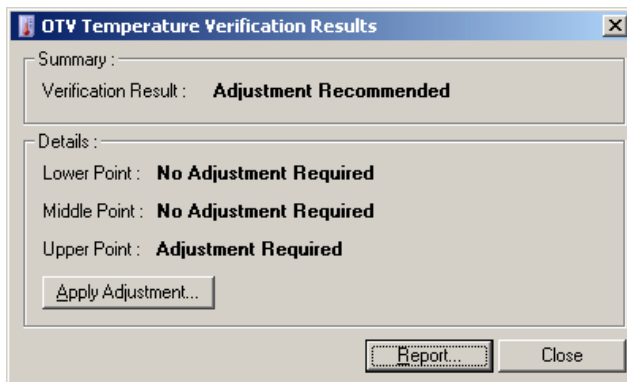 OTV Temperature Verification Results
Summary :
Verification Result : Adjustment Recommended
Details :
Lower Point : No Adjustment Required
Middle Point : No Adjustment Required
Upper Point : Adjustment Required
Apply Adjustment...
Report... Close